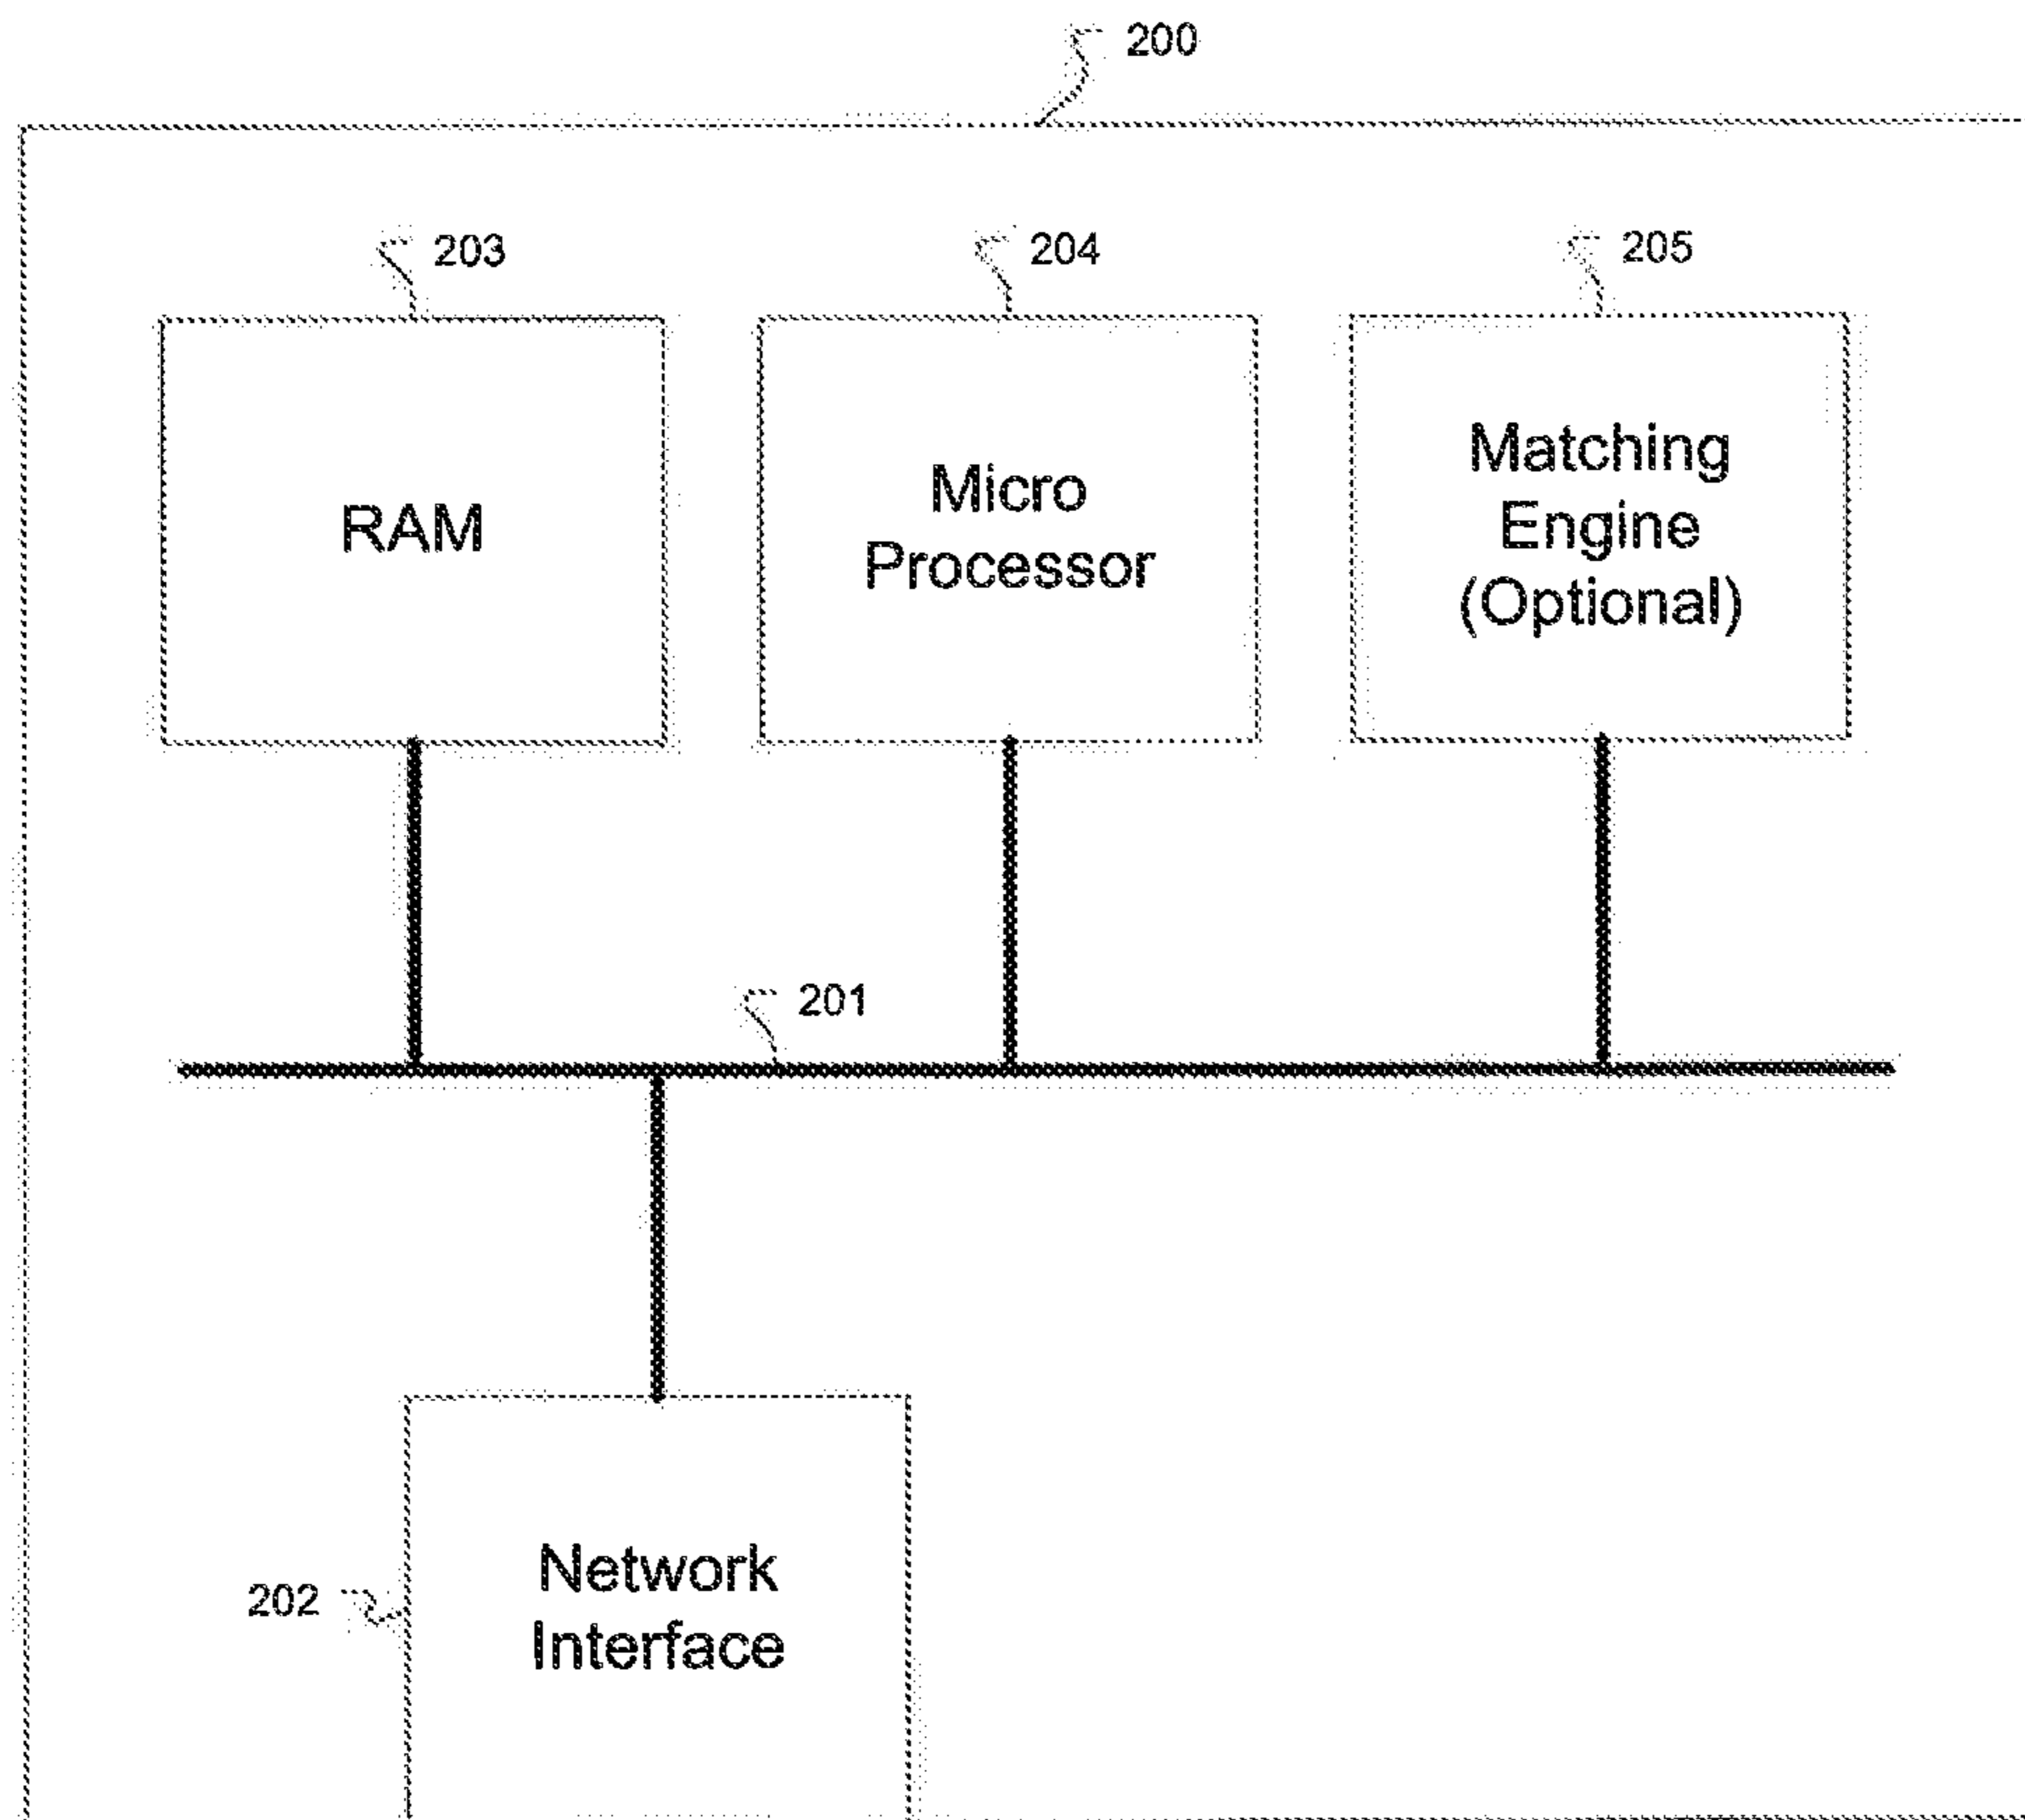 200
203
204
205
RAM
Micro
Processor
Matching
Engine
(Optional)
201
202
Network
Interface